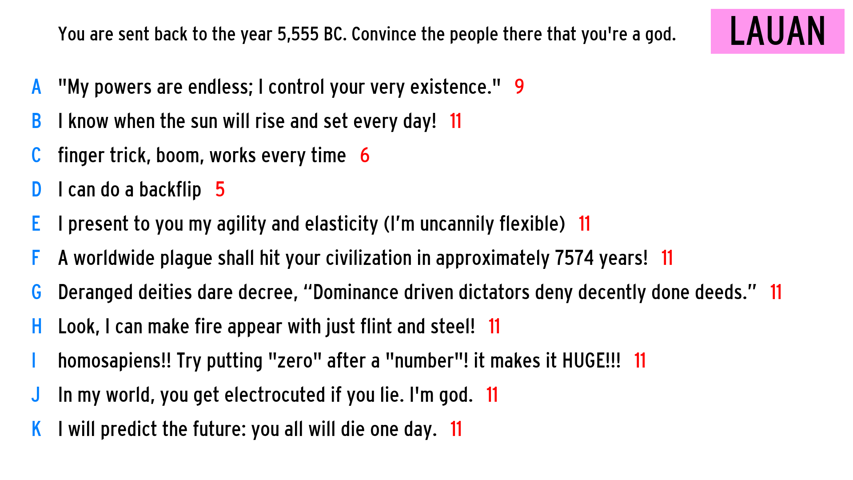 You are sent back to the year 5,555 BC. Convince the people there that you're a god.
LAUAN
A "My powers are endless; I control your very existence." 9
B I know when the sun will rise and set every day! 11
C finger trick, boom, works every time 6
D I can do a backflip 5
E I present to you my agility and elasticity (I’m uncannily flexible) 11
F A worldwide plague shall hit your civilization in approximately 7574 years! 11
G Deranged deities dare decree, “Dominance driven dictators deny decently done deeds.” 11
H Look, I can make fire appear with just flint and steel! 11
I homosapiens!! Try putting "zero" after a "number"! it makes it HUGE!!! 11
J In my world, you get electrocuted if you lie. I'm god. 11
K I will predict the future: you all will die one day. 11